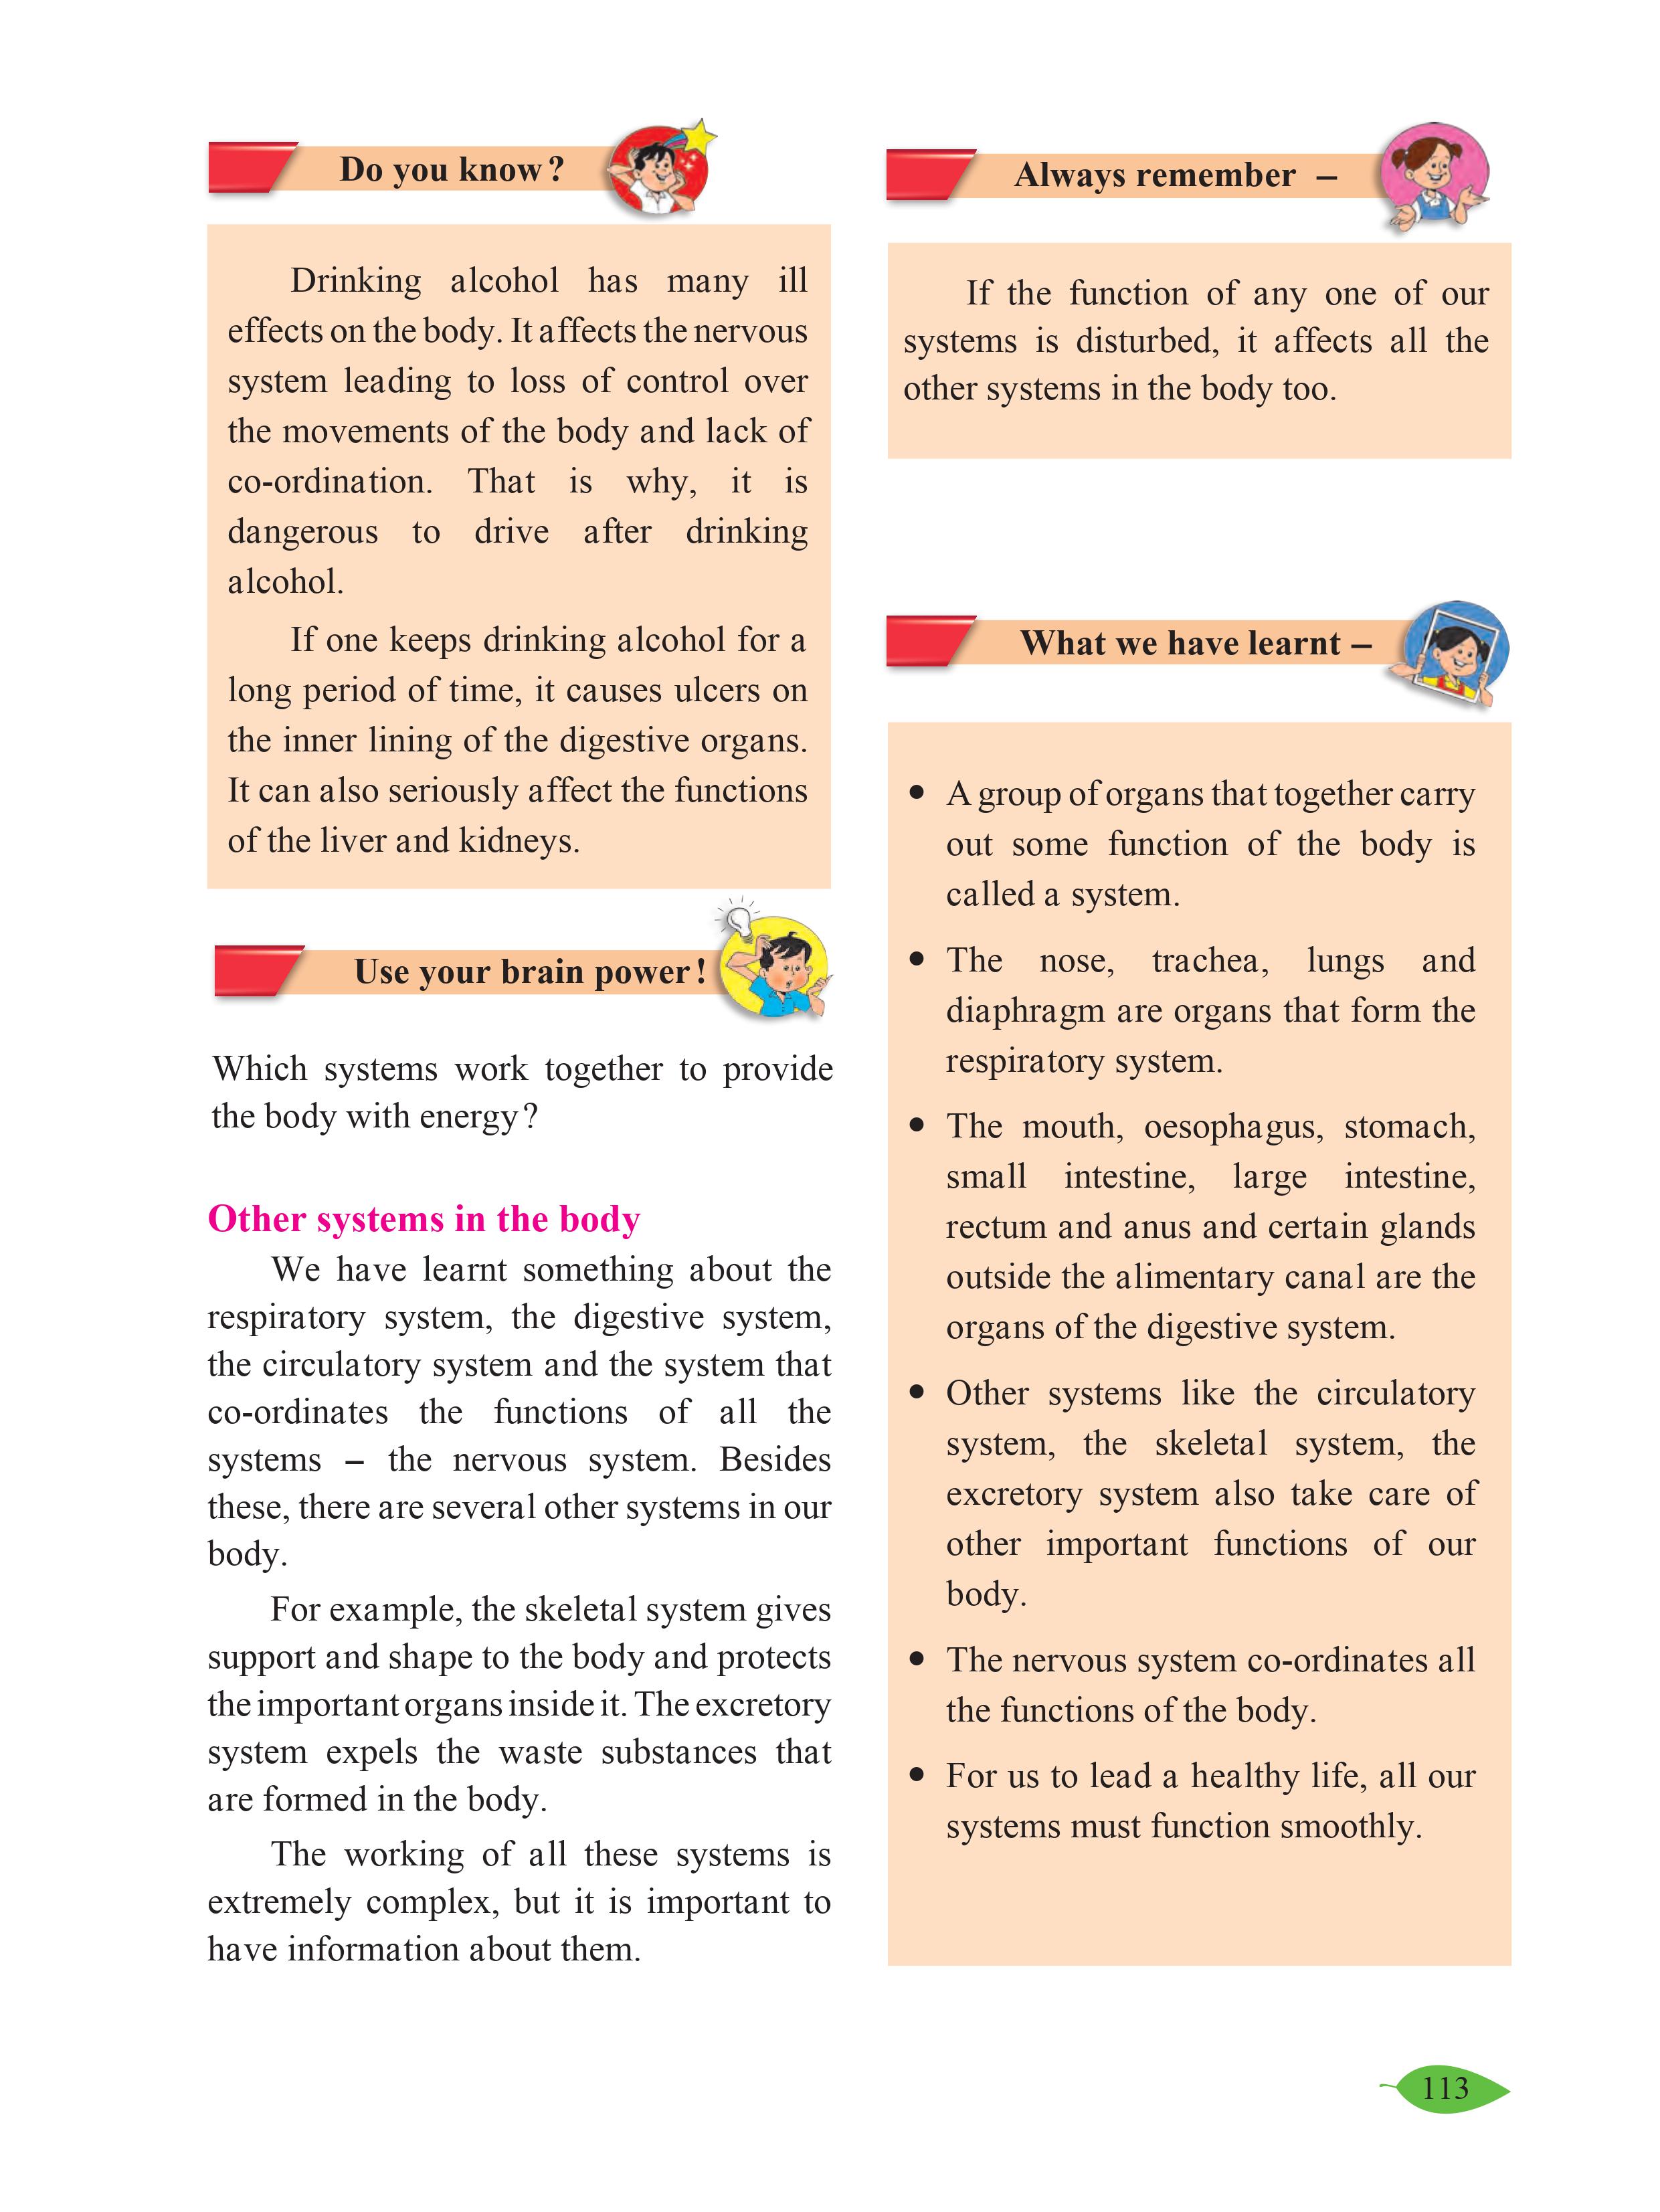 Do you know?
Drinking alcohol has many ill
effects on the body. It affects the nervous
system leading to loss of control over
the movements of the body and lack of
co-ordination. That is why, it is
dangerous to drive after drinking
alcohol.
If one keeps drinking alcohol for a
long period of time, it causes ulcers on
the inner lining of the digestive organs.
It can also seriously affect the functions
of the liver and kidneys.
Use your brain power!
Which systems work together to provide
the body with energy?
Other systems in the body
We have learnt something about the
respiratory system, the digestive system,
the circulatory system and the system that
co-ordinates the functions of all the
systems – the nervous system. Besides
these, there are several other systems in our
body.
For example, the skeletal system gives
support and shape to the body and protects
the important organs inside it. The excretory
system expels the waste substances that
are formed in the body.
The working of all these systems is
extremely complex, but it is important to
have information about them.
Always remember –
If the function of any one of our
systems is disturbed, it affects all the
other systems in the body too.
What we have learnt –
• A group of organs that together carry
out some function of the body is
called a system.
• The nose, trachea, lungs and
diaphragm are organs that form the
respiratory system.
• The mouth, oesophagus, stomach,
small intestine, large intestine,
rectum and anus and certain glands
outside the alimentary canal are the
organs of the digestive system.
• Other systems like the circulatory
system, the skeletal system, the
excretory system also take care of
other important functions of our
body.
• The nervous system co-ordinates all
the functions of the body.
• For us to lead a healthy life, all our
systems must function smoothly.
113